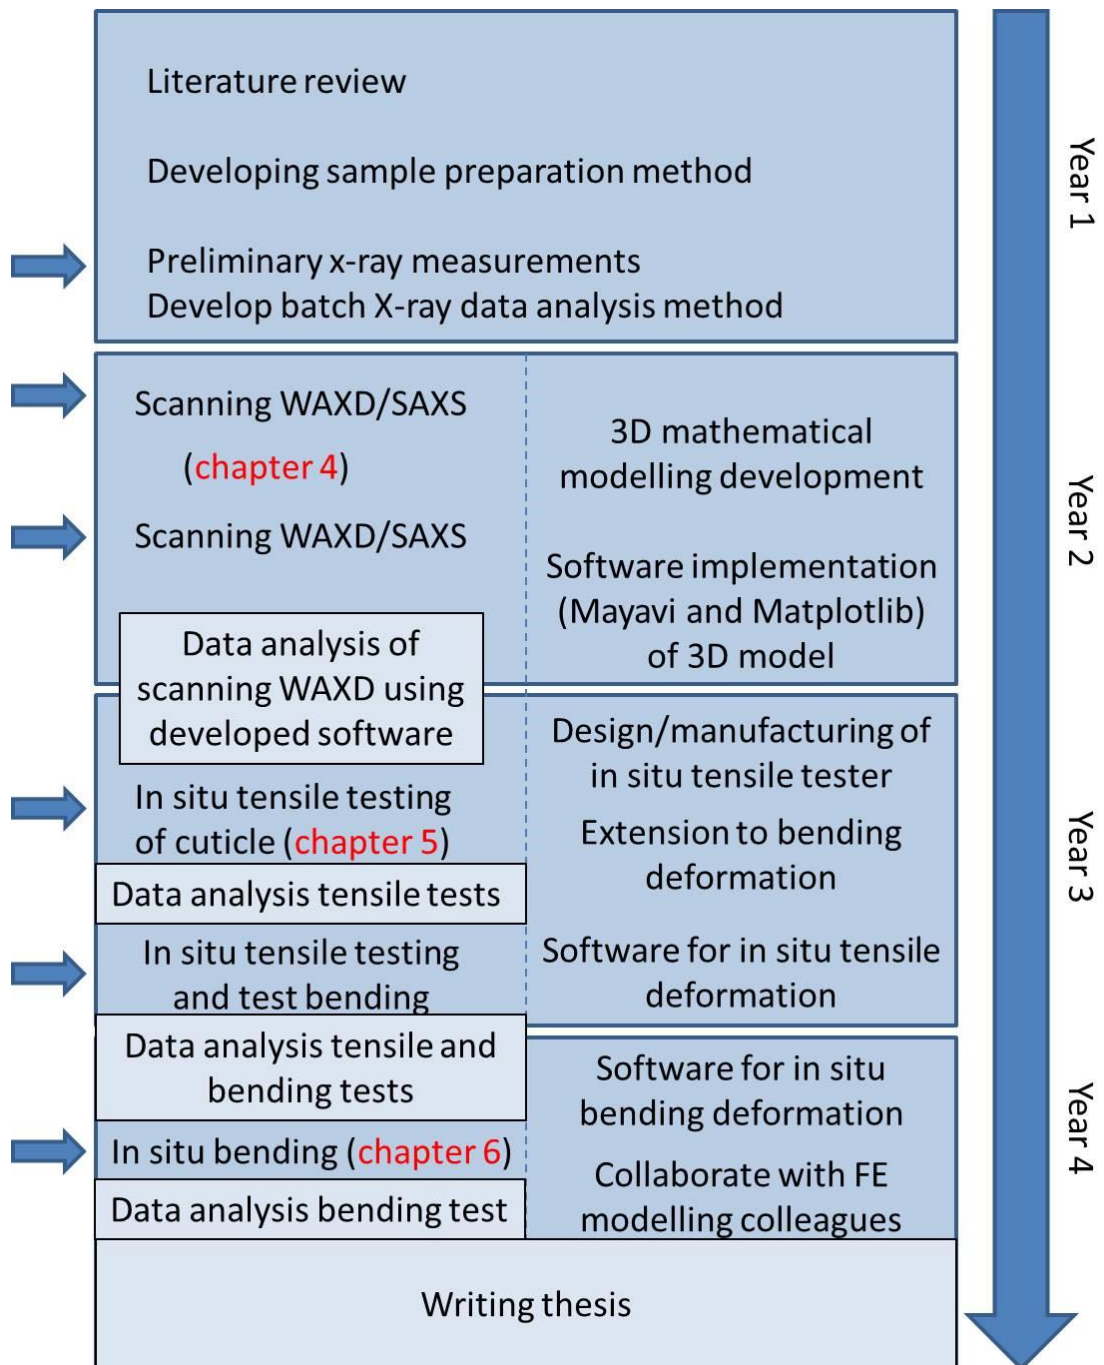 Literature review
Developing sample preparation method
Preliminary x-ray measurements
Develop batch X-ray data analysis method
Year 1
Scanning WAXD/SAXS
(chapter 4)
Scanning WAXD/SAXS
3D mathematical
modelling development
Software implementation
(Mayavi and Matplotlib)
of 3D model
Year 2
Data analysis of
scanning WAXD using
developed software
In situ tensile testing
of cuticle (chapter 5)
Data analysis tensile tests
In situ tensile testing
and test bending
Design/manufacturing of
in situ tensile tester
Extension to bending
deformation
Software for in situ tensile
deformation
Year 3
Data analysis tensile and
bending tests
In situ bending (chapter 6)
Data analysis bending test
Software for in situ
bending deformation
Collaborate with FE
modelling colleagues
Year 4
Writing thesis